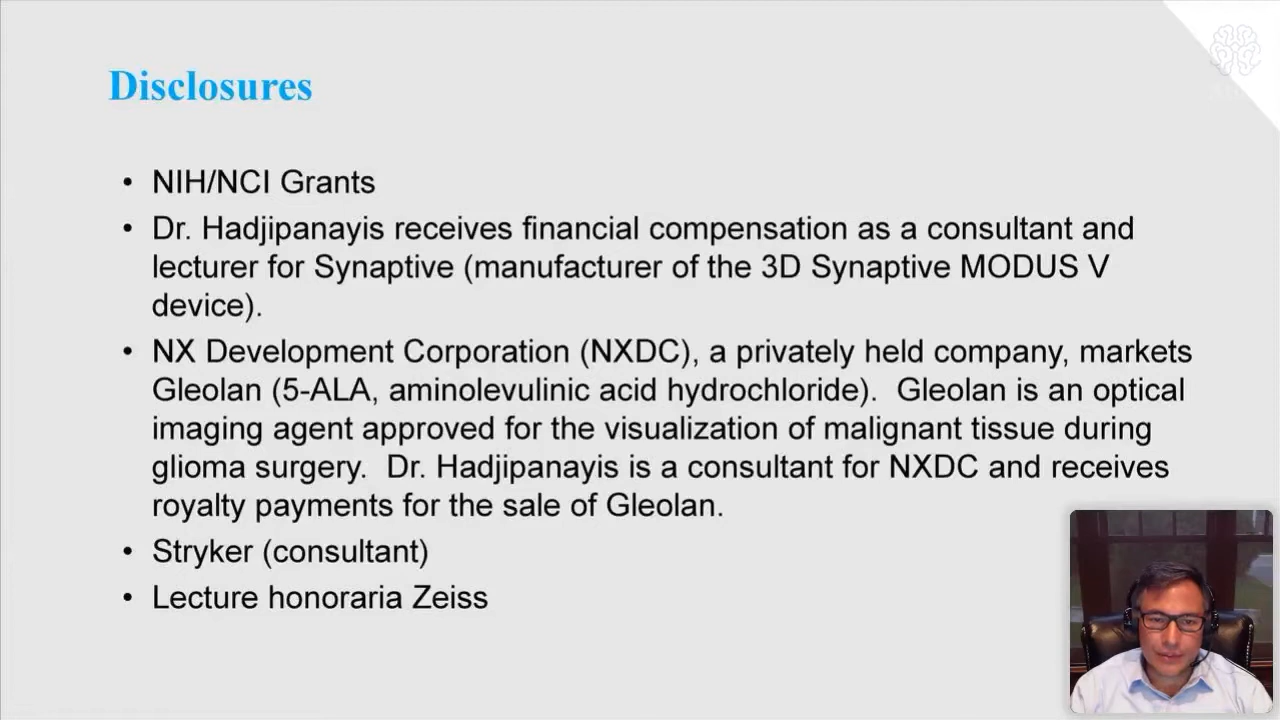 Disclosures
• NIH/NCI Grants
• Dr. Hadjipanayis receives financial compensation as a consultant and
lecturer for Synaptive (manufacturer of the 3D Synaptive MODUS V
device).
• NX Development Corporation (NXDC), a privately held company, markets
Gleolan (5-ALA, aminolevulinic acid hydrochloride).  Gleolan is an optical
imaging agent approved for the visualization of malignant tissue during
glioma surgery.  Dr. Hadjipanayis is a consultant for NXDC and receives
royalty payments for the sale of Gleolan.
• Stryker (consultant)
• Lecture honoraria Zeiss